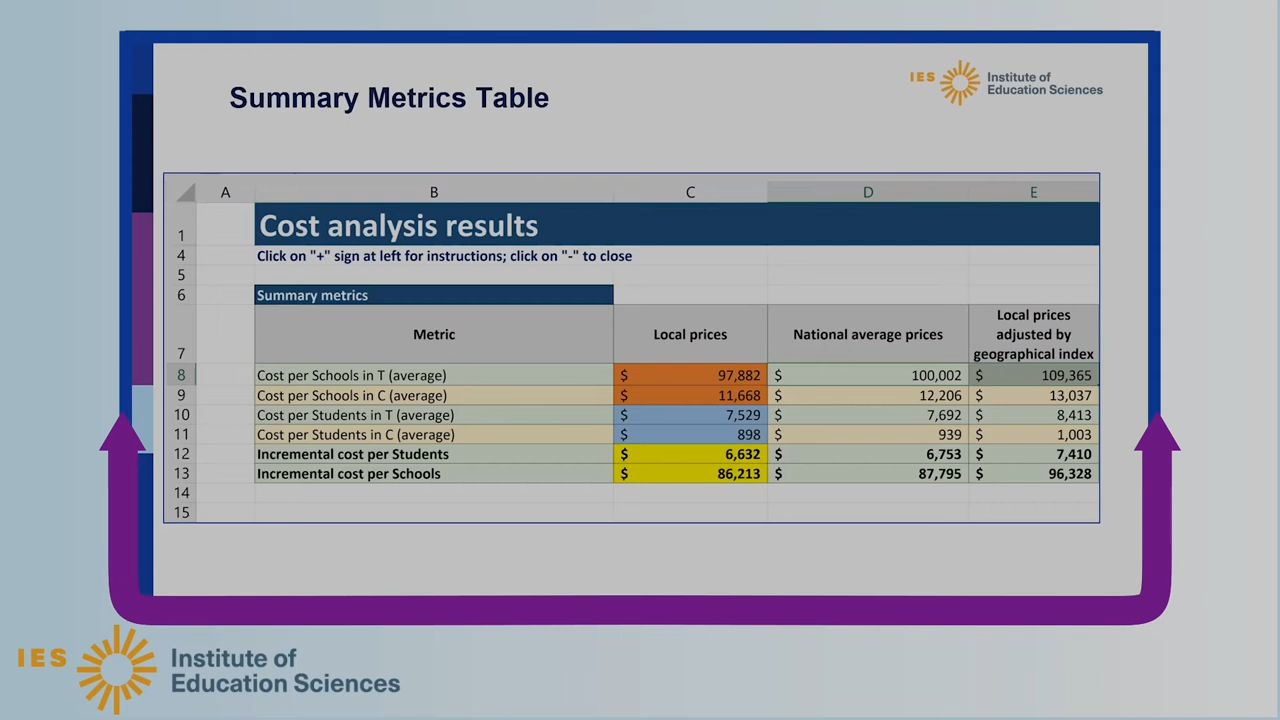 Summary Metrics Table
IES Institute of
Education Sciences
A B C D E
1 Cost analysis results
4 Click on "+" sign at left for instructions; click on "-" to close
5
6 Summary metrics
7 Metric Local prices National average prices Local prices
adjusted by
geographical index
8 Cost per Schools in T (average) $ 97,882 $ 100,002 $ 109,365
9 Cost per Schools in C (average) $ 11,668 $ 12,206 $ 13,037
10 Cost per Students in T (average) $ 7,529 $ 7,692 $ 8,413
11 Cost per Students in C (average) $ 898 $ 939 $ 1,003
12 Incremental cost per Students $ 6,632 $ 6,753 $ 7,410
13 Incremental cost per Schools $ 86,213 $ 87,795 $ 96,328
14
15
IES Institute of
Education Sciences